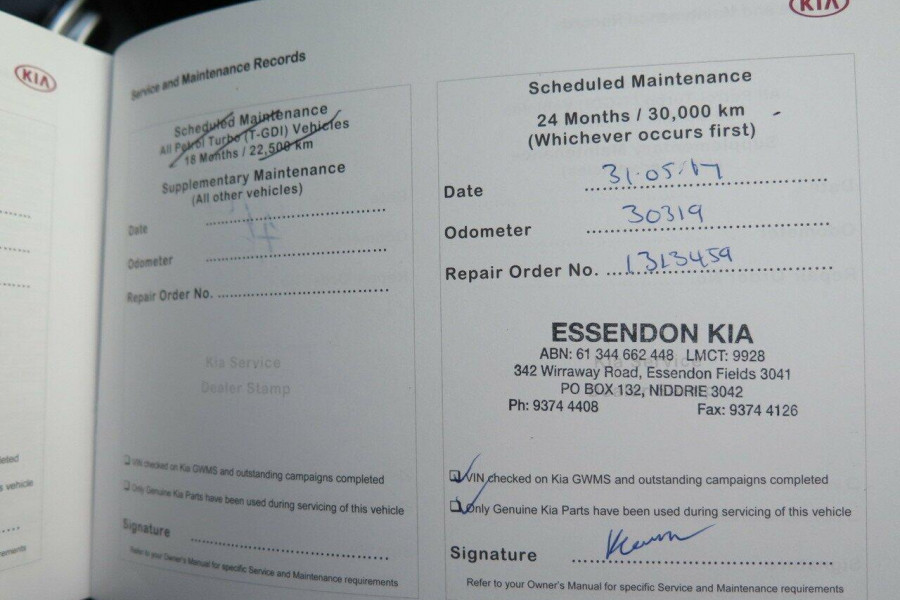 KIA
KIA
Service and Maintenance Records
Scheduled Maintenance
All Petrol Turbo (T-GDI) Vehicles
18 Months / 22,500 km
Supplementary Maintenance
(All other vehicles)
Date
Odometer
Repair Order No.
Kia Service
Dealer Stamp
VIN checked on Kia GWMS and outstanding campaigns completed
Only Genuine Kia Parts have been used during servicing of this vehicle
Signature
Refer to your Owner's Manual for specific Service and Maintenance requirements
Scheduled Maintenance
24 Months / 30,000 km
(Whichever occurs first)
Date 31.05.17
Odometer 30319
Repair Order No. 1313459
ESSENDON KIA
ABN: 61 344 662 448 LMCT: 9928
342 Wirraway Road, Essendon Fields 3041
PO BOX 132, NIDDRIE 3042
Ph: 9374 4408 Fax: 9374 4126
VIN checked on Kia GWMS and outstanding campaigns completed
Only Genuine Kia Parts have been used during servicing of this vehicle
Signature
Refer to your Owner's Manual for specific Service and Maintenance requirements